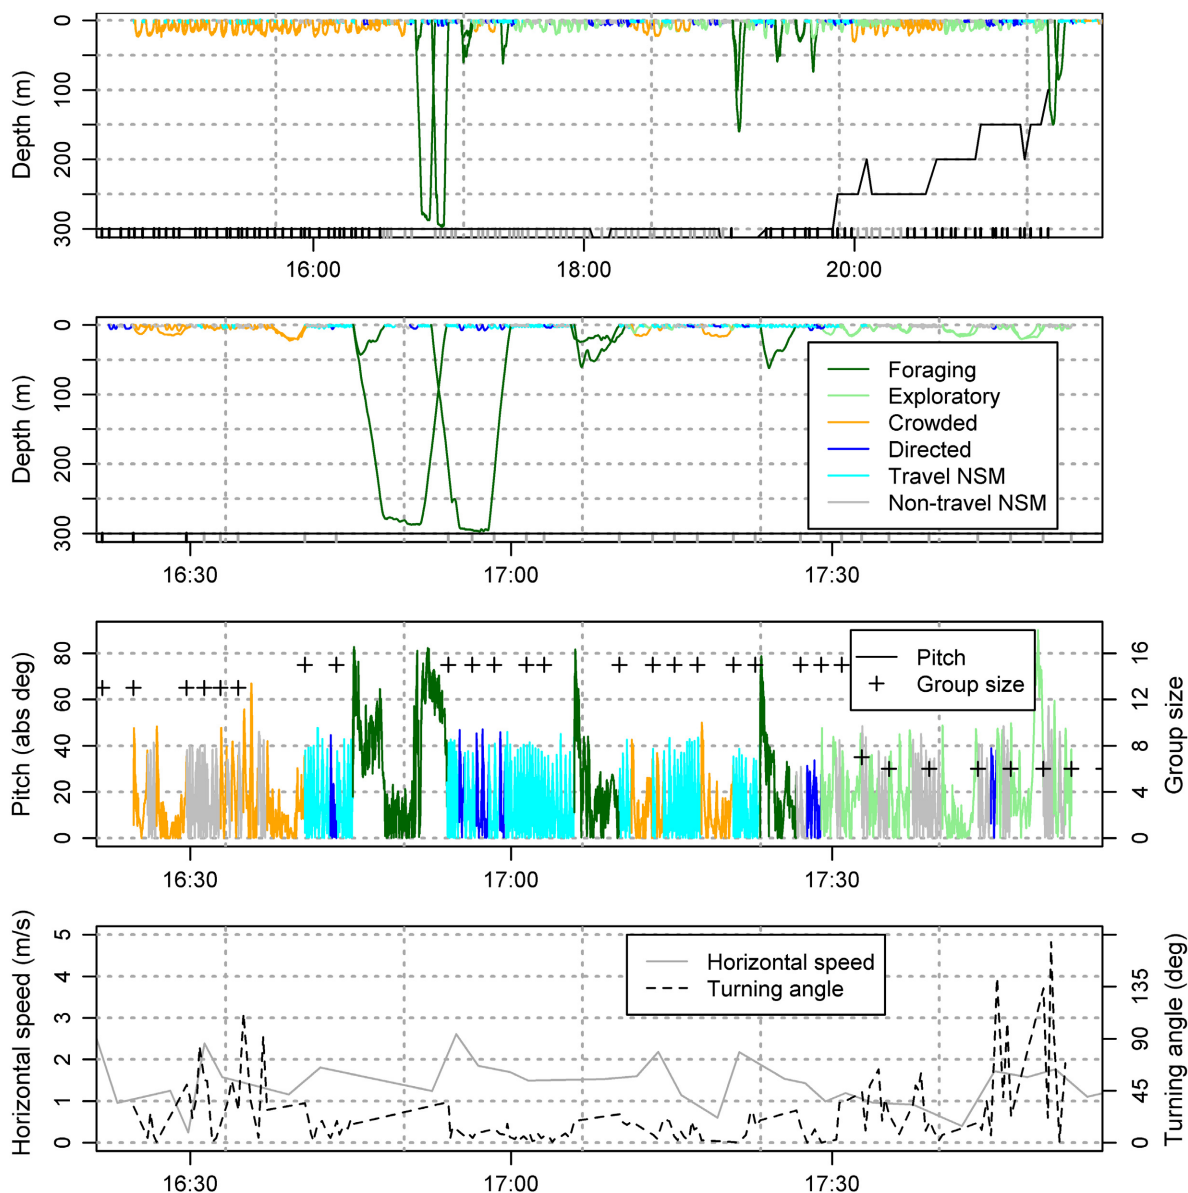 0
100
200
300
Depth (m)
16:00 18:00 20:00
0
100
200
300
Depth (m)
Foraging
Exploratory
Crowded
Directed
Travel NSM
Non-travel NSM
16:30 17:00 17:30
80
60
40
20
0
Pitch (abs deg)
Pitch
Group size
16
12
8
4
0
Group size
16:30 17:00 17:30
5
4
3
2
1
0
Horizontal speed (m/s)
Horizontal speed
Turning angle
135
90
45
0
Turning angle (deg)
16:30 17:00 17:30